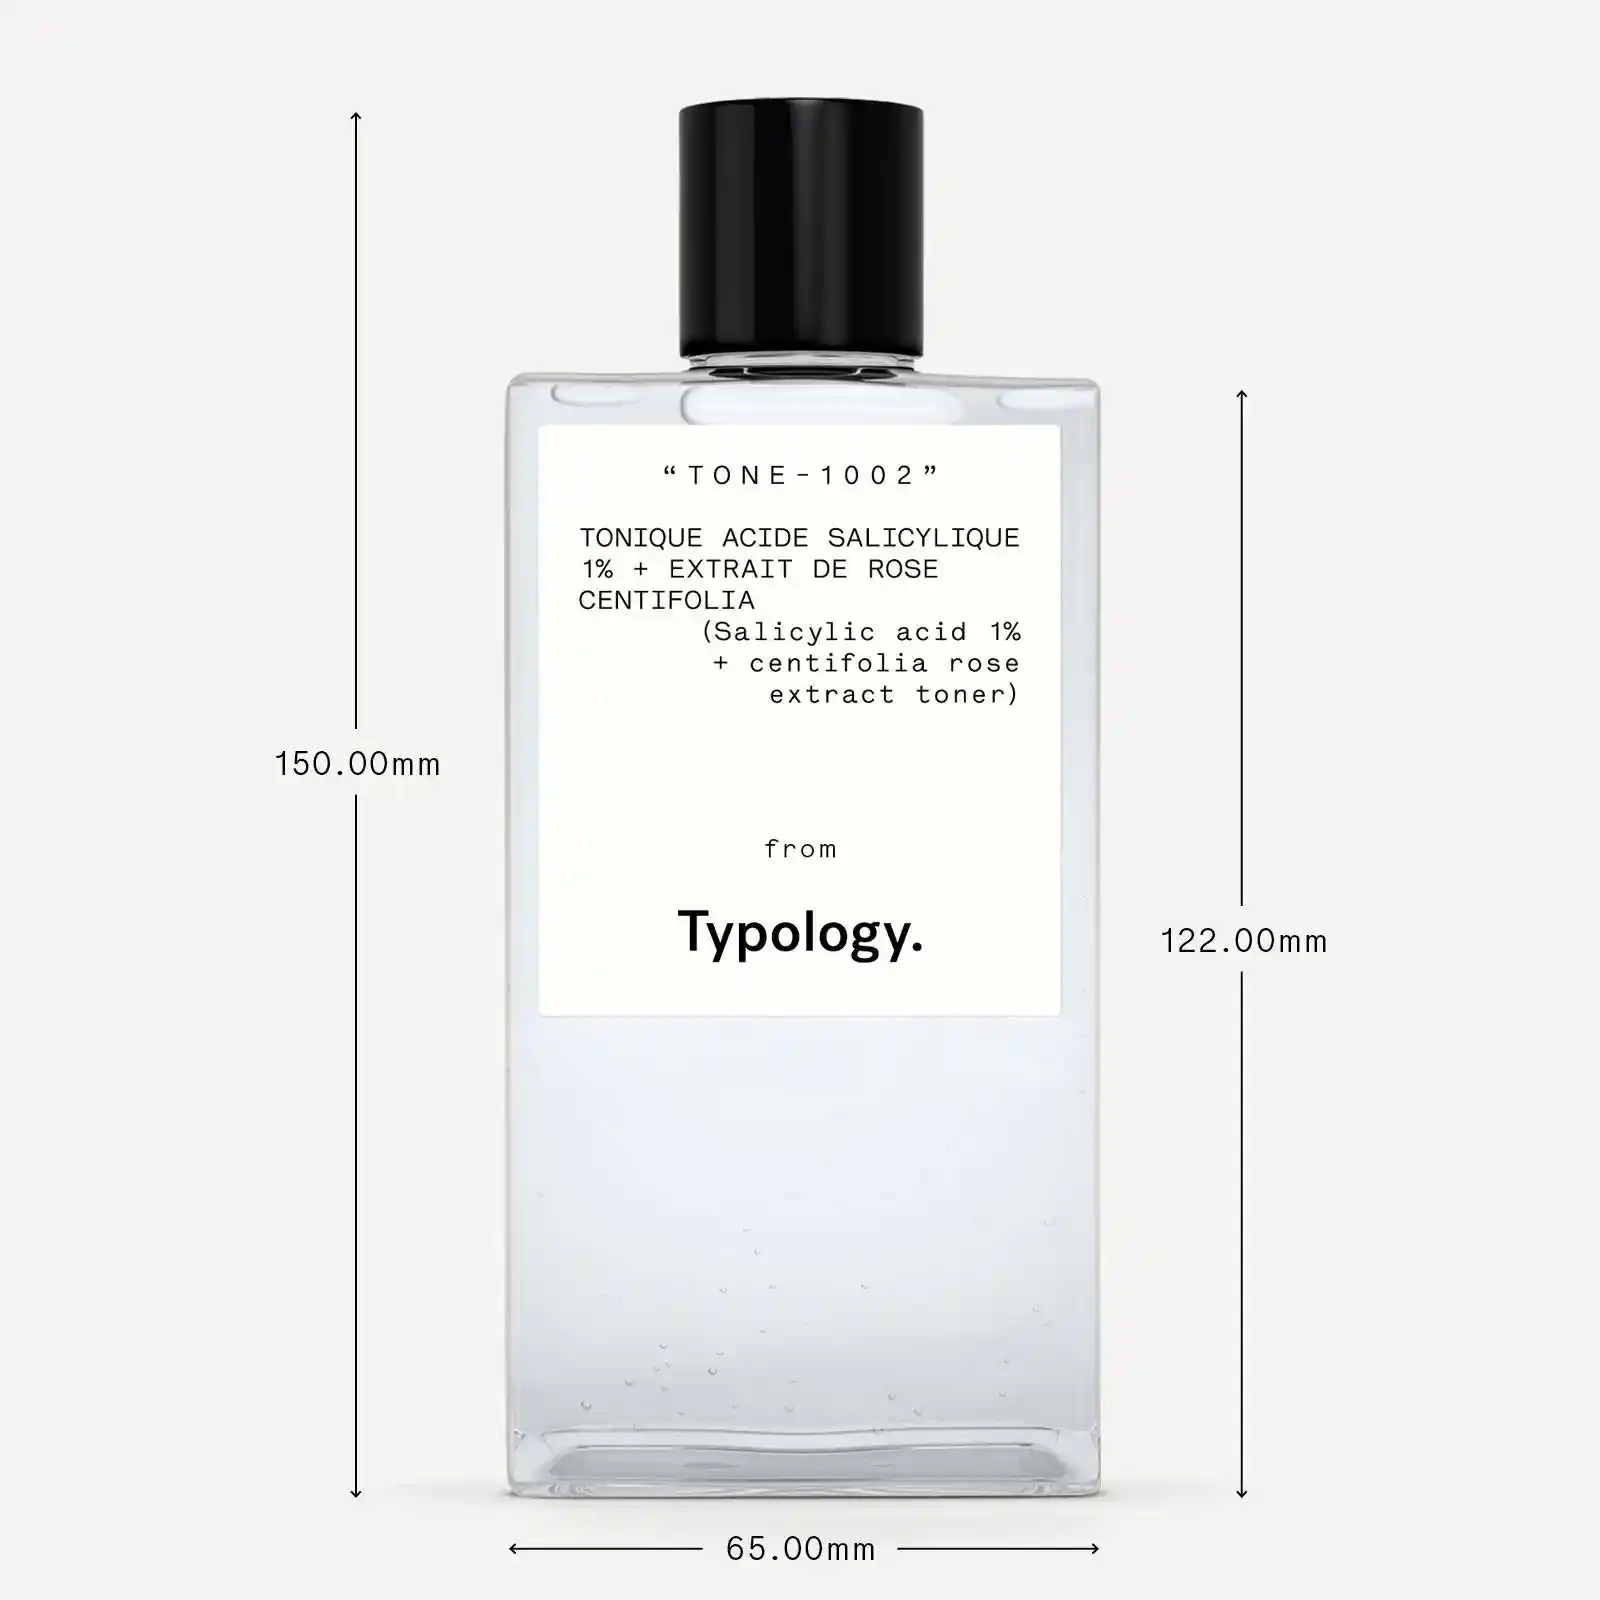 “TONE-1002”
TONIQUE ACIDE SALICYLIQUE
1% + EXTRAIT DE ROSE
CENTIFOLIA
(Salicylic acid 1%
+ centifolia rose
extract toner)
150.00mm
from
Typology.
122.00mm
65.00mm